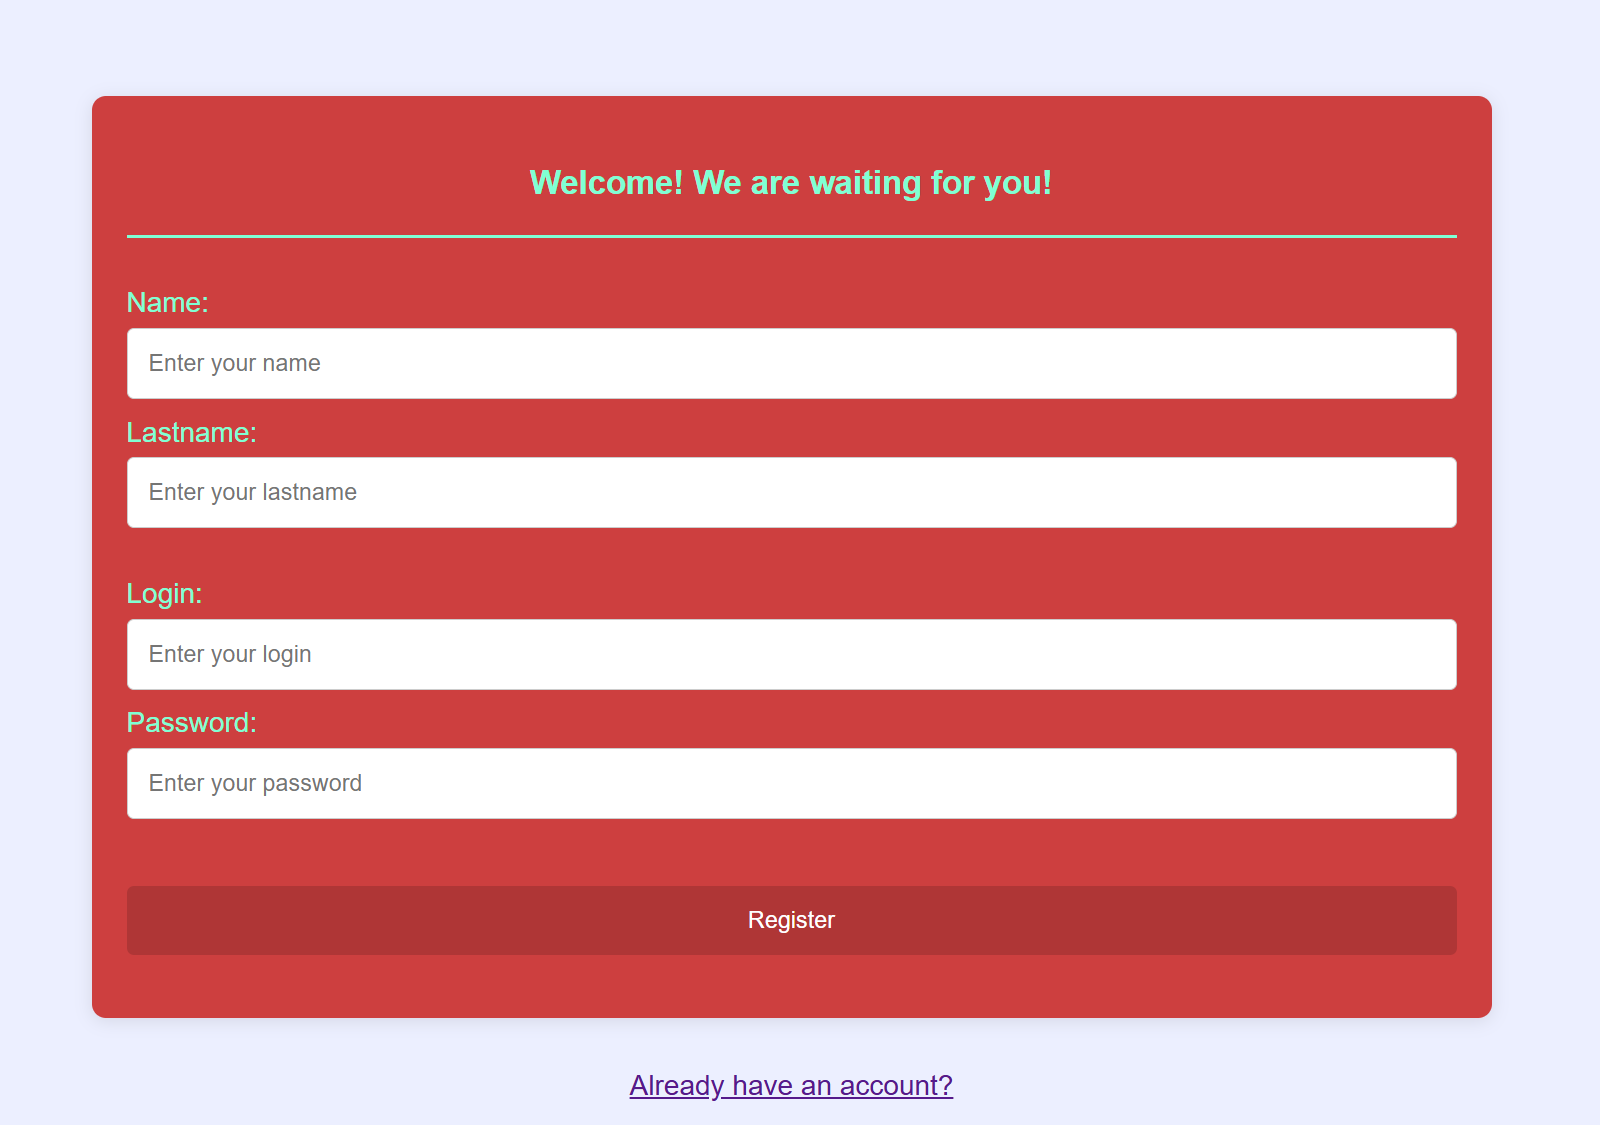 Welcome! We are waiting for you!
Name:
Enter your name
Lastname:
Enter your lastname
Login:
Enter your login
Password:
Enter your password
Register
Already have an account?